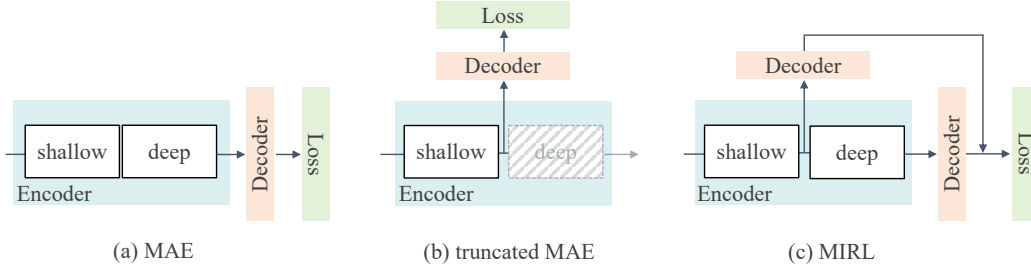 shallow
deep
Encoder
Decoder
Loss
(a) MAE
Loss
Decoder
shallow
deep
Encoder
(b) truncated MAE
Decoder
shallow
deep
Encoder
Decoder
Loss
(c) MIRL